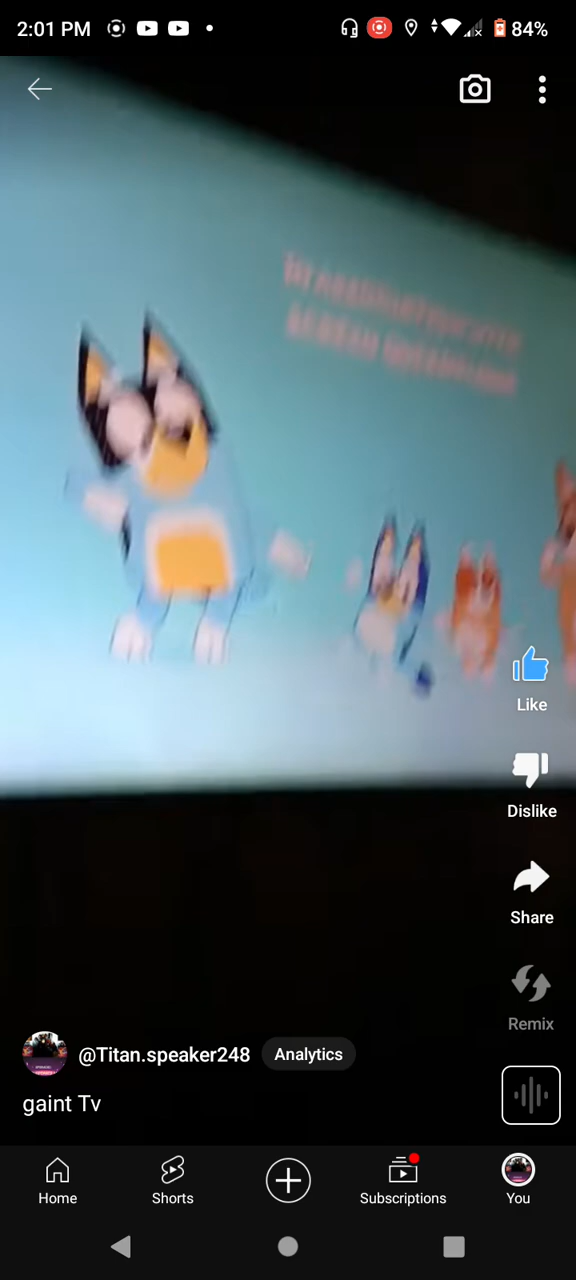 2:01 PM
84%
Like
Dislike
Share
Remix
@Titan.speaker248
Analytics
gaint Tv
Home
Shorts
Subscriptions
You